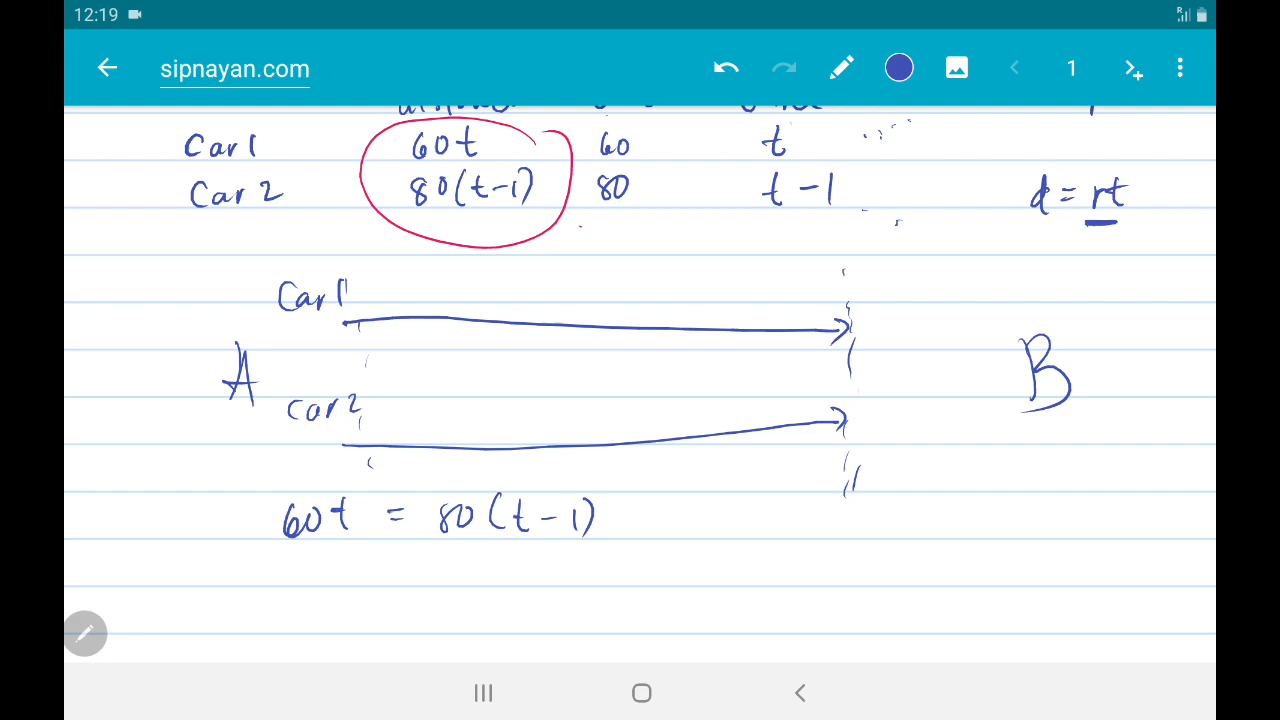 12:19
sipnayan.com
1
Car 1 60t 60 t
Car 2 80(t-1) 80 t-1 d = rt
Car 1
A B
car 2
60t = 80(t-1)